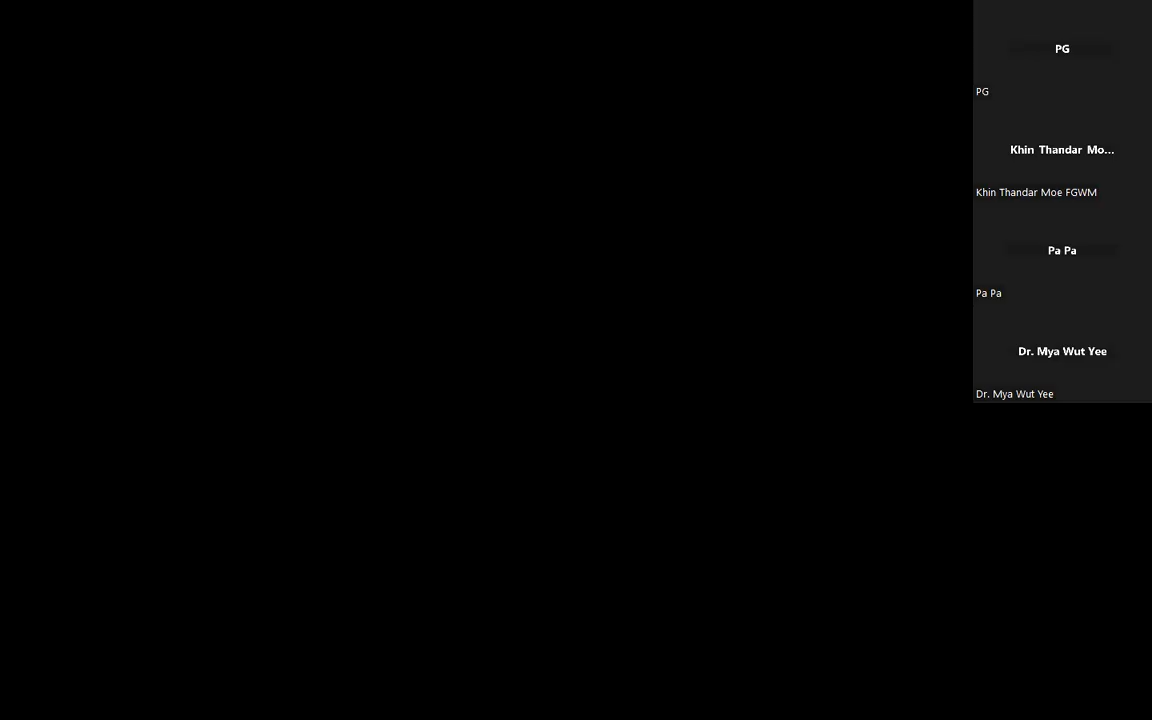 PG
PG
Khin Thandar Mo...
Khin Thandar Moe FGWM
Pa Pa
Pa Pa
Dr. Mya Wut Yee
Dr. Mya Wut Yee